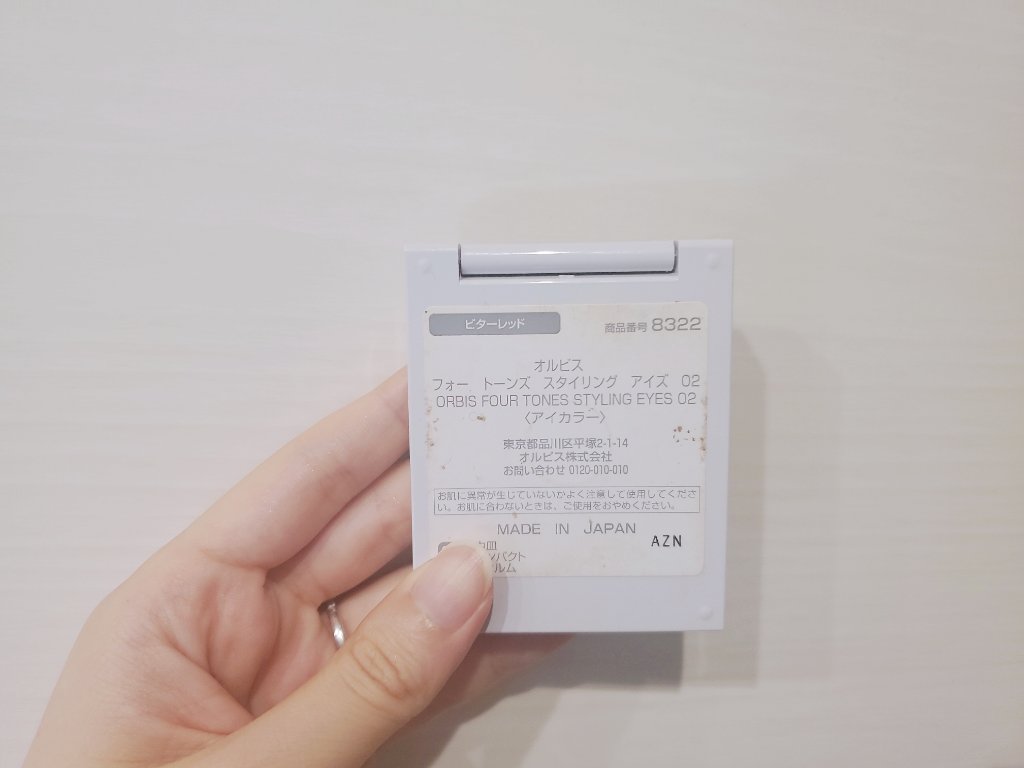 ビターレッド 商品番号 8322
オルビス
フォー トーンズ スタイリング アイズ 02
ORBIS FOUR TONES STYLING EYES 02
〈アイカラー〉
東京都品川区平塚2-1-14
オルビス株式会社
お問い合わせ 0120-010-010
お肌に異常が生じていないかよく注意して使用してくださ
い。お肌に合わないときは、ご使用をおやめください。
MADE IN JAPAN
AZN